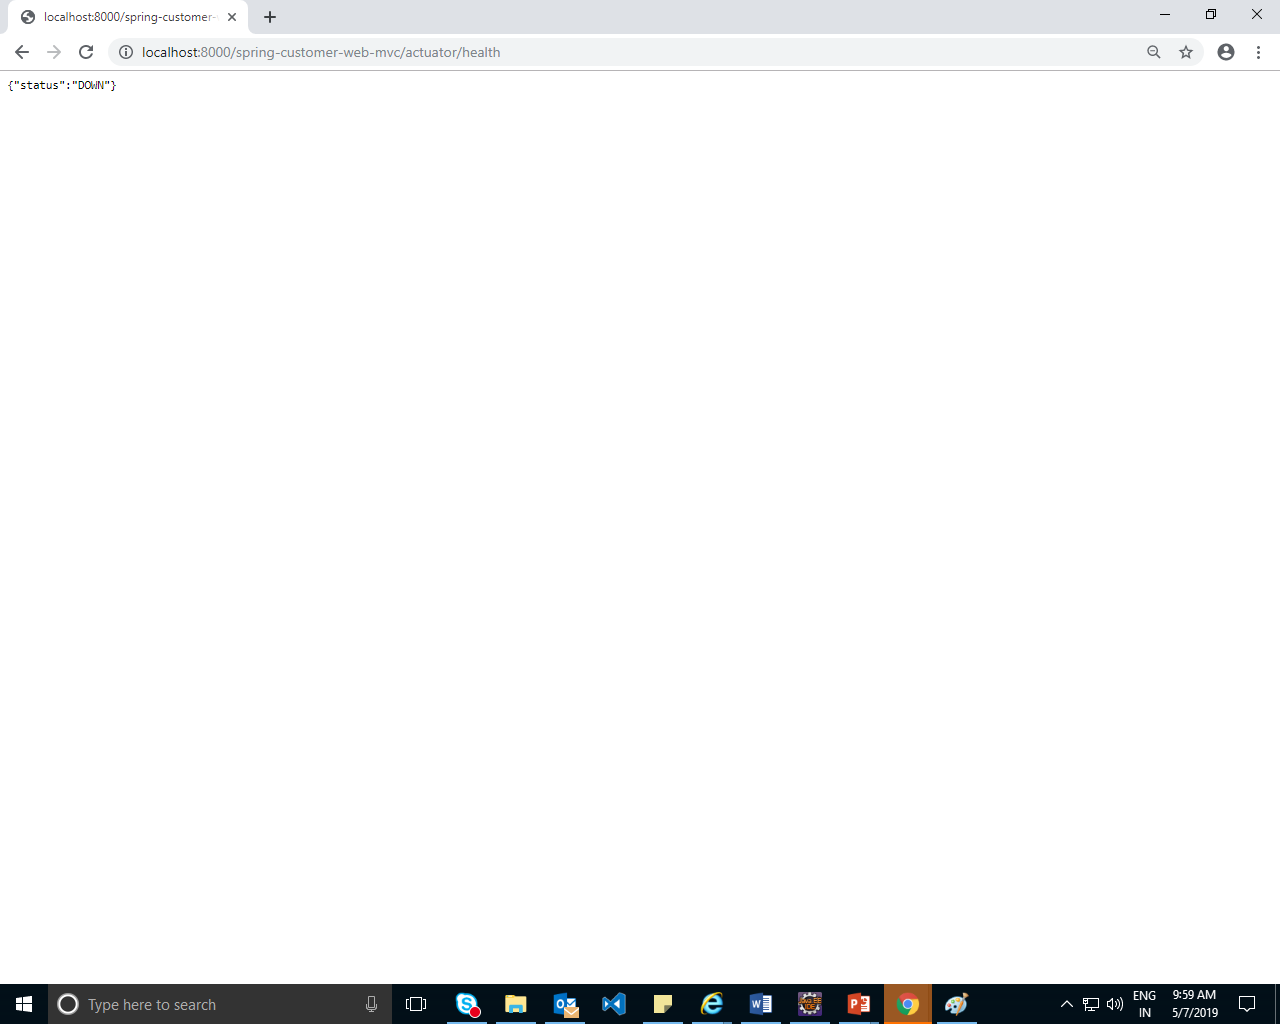 localhost:8000/spring-customer-
localhost:8000/spring-customer-web-mvc/actuator/health
{"status":"DOWN"}
Type here to search
ENG
IN
9:59 AM
5/7/2019